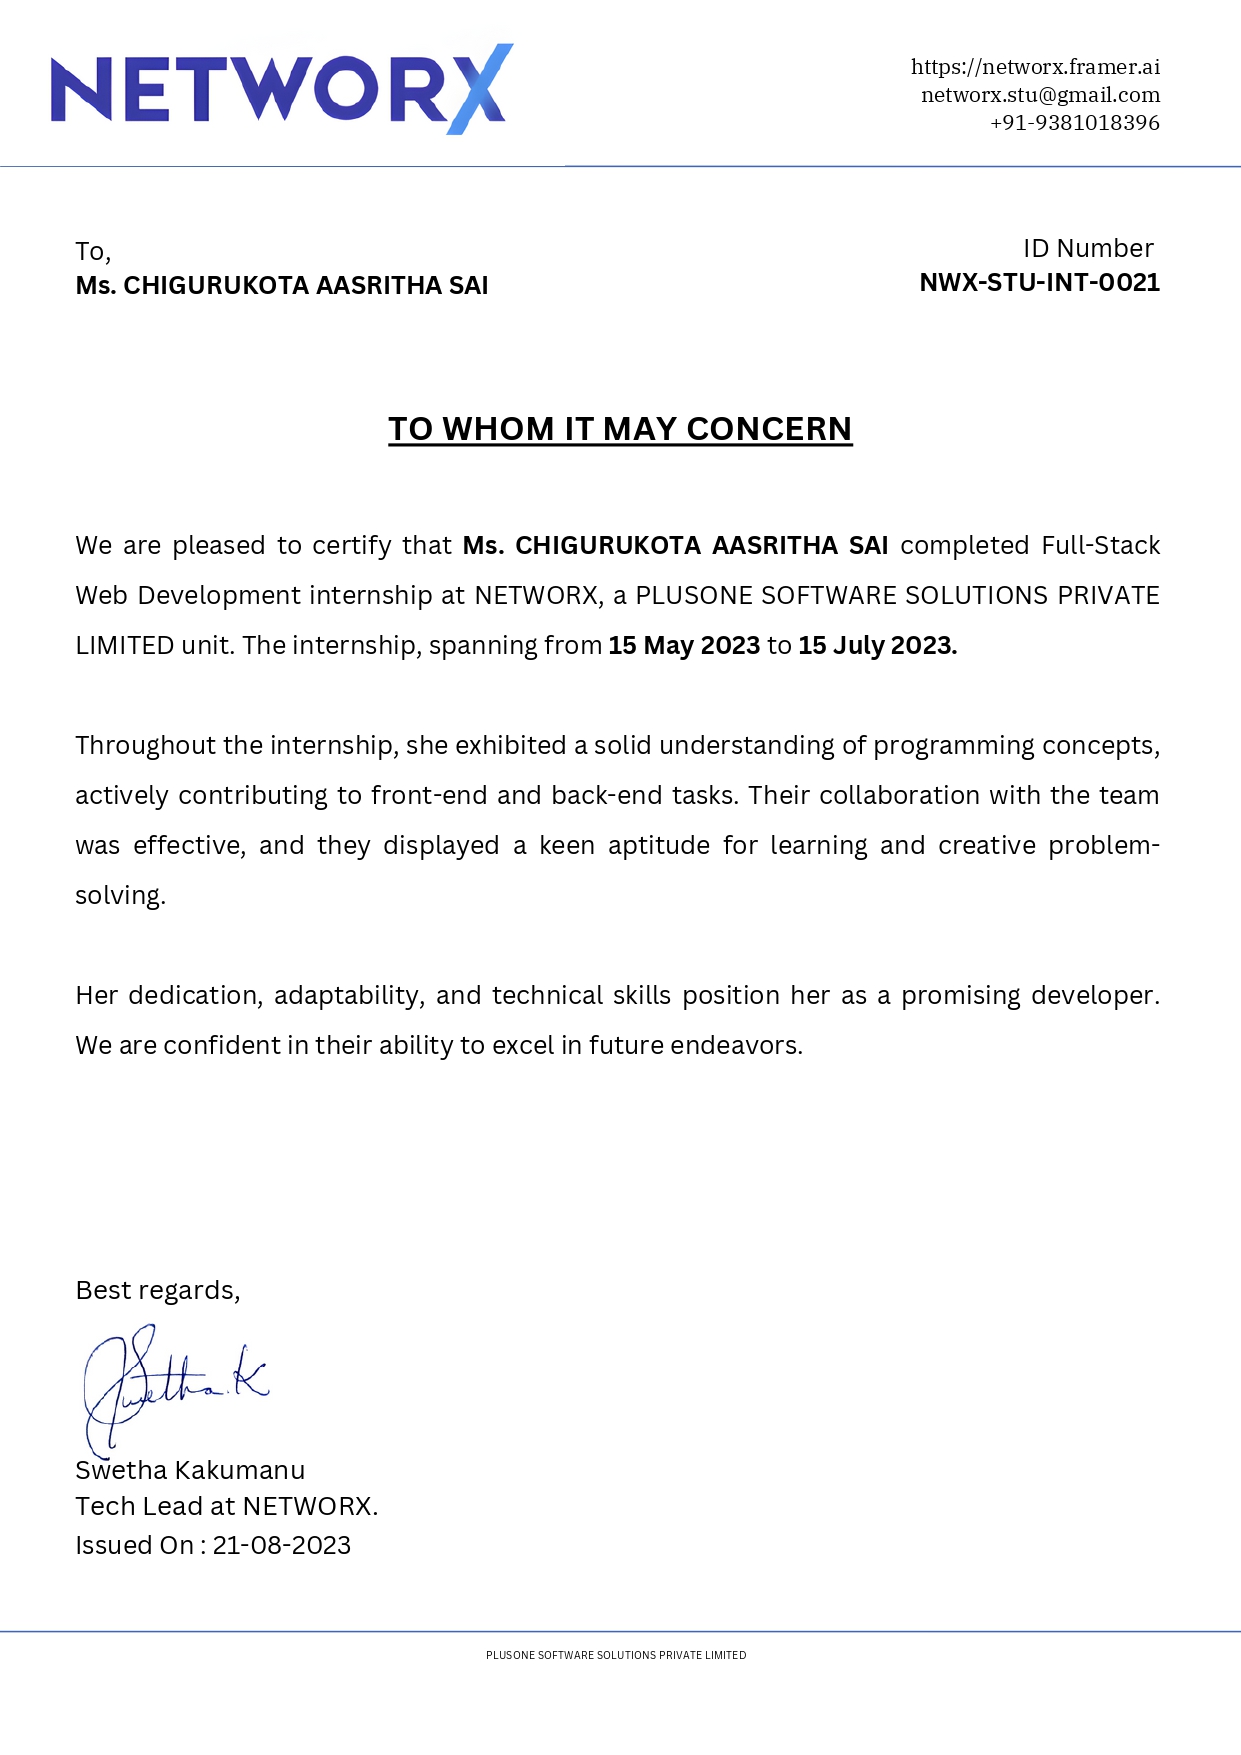 NETWORX
https://networx.framer.ai
networx.stu@gmail.com
+91-9381018396
To,
Ms. CHIGURUKOTA AASRITHA SAI
ID Number
NWX-STU-INT-0021
TO WHOM IT MAY CONCERN
We are pleased to certify that Ms. CHIGURUKOTA AASRITHA SAI completed Full-Stack
Web Development internship at NETWORX, a PLUSONE SOFTWARE SOLUTIONS PRIVATE
LIMITED unit. The internship, spanning from 15 May 2023 to 15 July 2023.
Throughout the internship, she exhibited a solid understanding of programming concepts,
actively contributing to front-end and back-end tasks. Their collaboration with the team
was effective, and they displayed a keen aptitude for learning and creative problem-
solving.
Her dedication, adaptability, and technical skills position her as a promising developer.
We are confident in their ability to excel in future endeavors.
Best regards,
Swetha K
Swetha Kakumanu
Tech Lead at NETWORX.
Issued On : 21-08-2023
PLUSONE SOFTWARE SOLUTIONS PRIVATE LIMITED